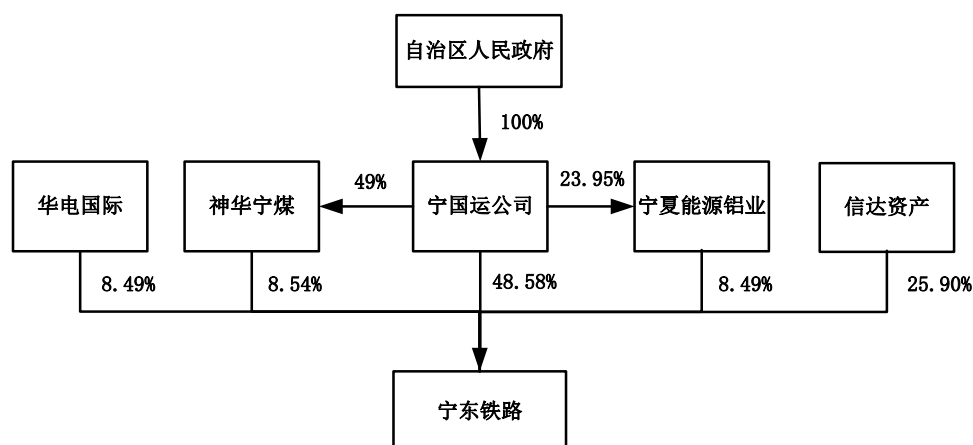 自治区人民政府
100%
华电国际
神华宁煤
49%
宁国运公司
23.95%
宁夏能源铝业
信达资产
8.49%
8.54%
48.58%
8.49%
25.90%
宁东铁路